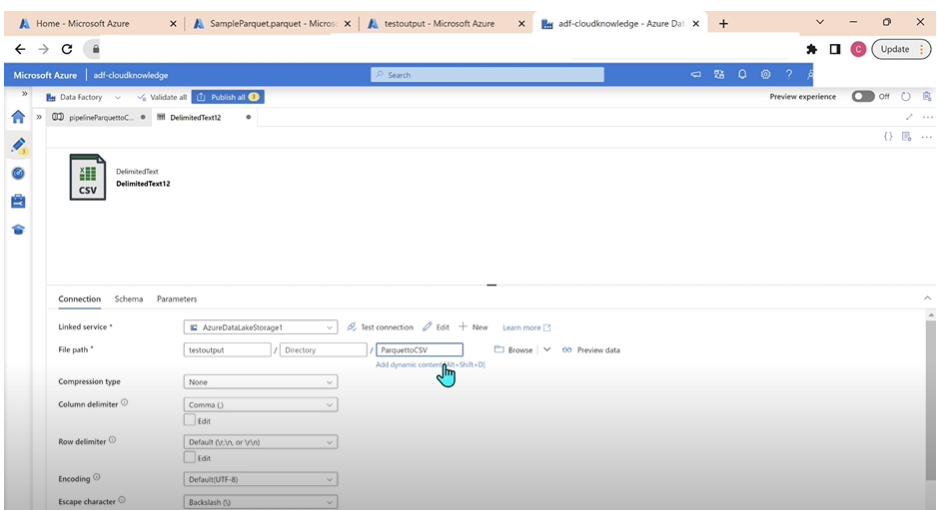 Home - Microsoft Azure
SampleParquet.parquet - Micros
testoutput - Microsoft Azure
adf-cloudknowledge - Azure Dat
C
Update
Microsoft Azure adf-cloudknowledge Search
Data Factory Validate all Publish all 3 Preview experience Off
pipelineParquettoC... DelimitedText12
CSV
DelimitedText
DelimitedText12
Connection Schema Parameters
Linked service * AzureDataLakeStorage1 Test connection Edit New Learn more
File path * testoutput / Directory / ParquettoCSV Browse Preview data
Add dynamic content [Alt+Shift+D]
Compression type None
Column delimiter Comma (,)
Edit
Row delimiter Default (\r,\n, or \r\n)
Edit
Encoding Default(UTF-8)
Escape character Backslash (\)